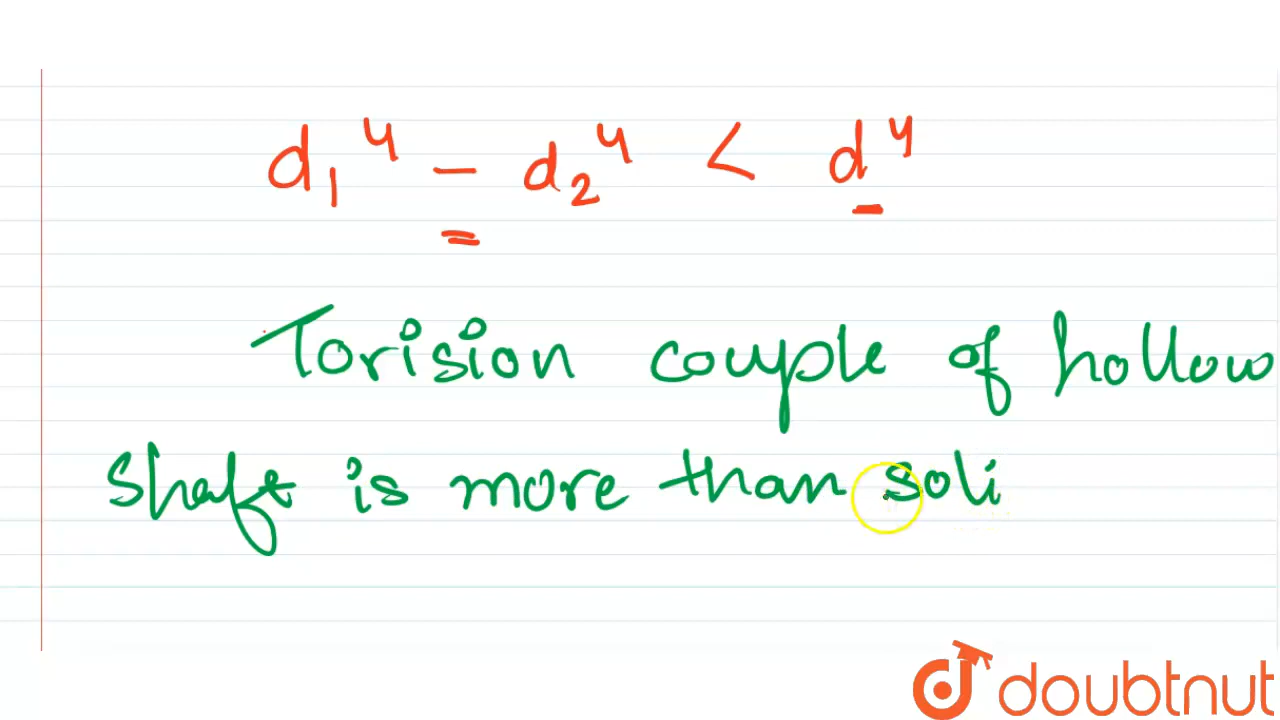 d₁⁴ - d₂⁴ < d⁴
Torision couple of hollow
shaft is more than soli
doubtnut